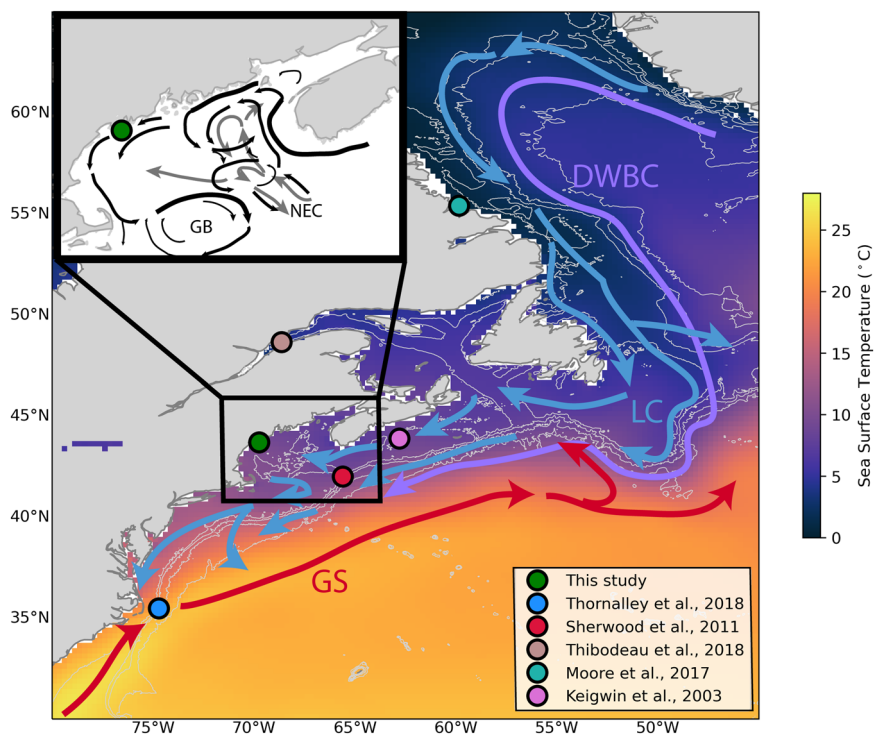 60°N
55°N
50°N
45°N
40°N
35°N
75°W
70°W
65°W
60°W
55°W
50°W
GB
NEC
DWBC
LC
GS
This study
Thornalley et al., 2018
Sherwood et al., 2011
Thibodeau et al., 2018
Moore et al., 2017
Keigwin et al., 2003
25
20
15
10
5
0
Sea Surface Temperature (°C)